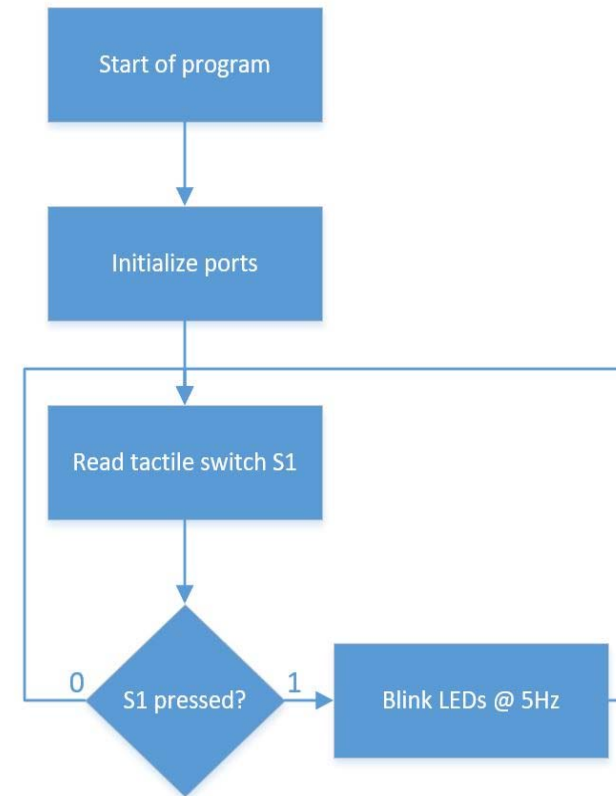 Start of program
Initialize ports
Read tactile switch S1
0
S1 pressed?
1
Blink LEDs @ 5Hz